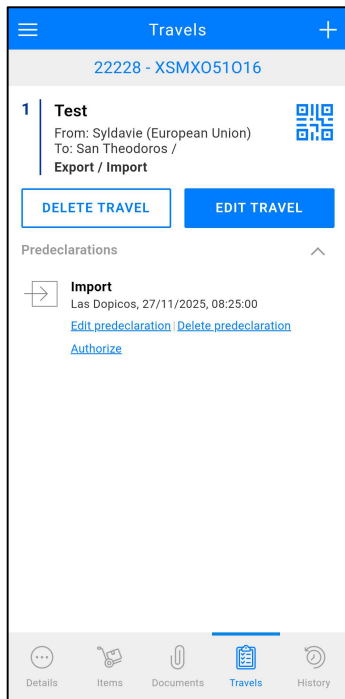 Travels
22228 - XSMXO51O16
1
Test
From: Syldavie (European Union)
To: San Theodoros /
Export / Import
DELETE TRAVEL
EDIT TRAVEL
Predeclarations
Import
Las Dopicos, 27/11/2025, 08:25:00
Edit predeclaration | Delete predeclaration
Authorize
Details
Items
Documents
Travels
History